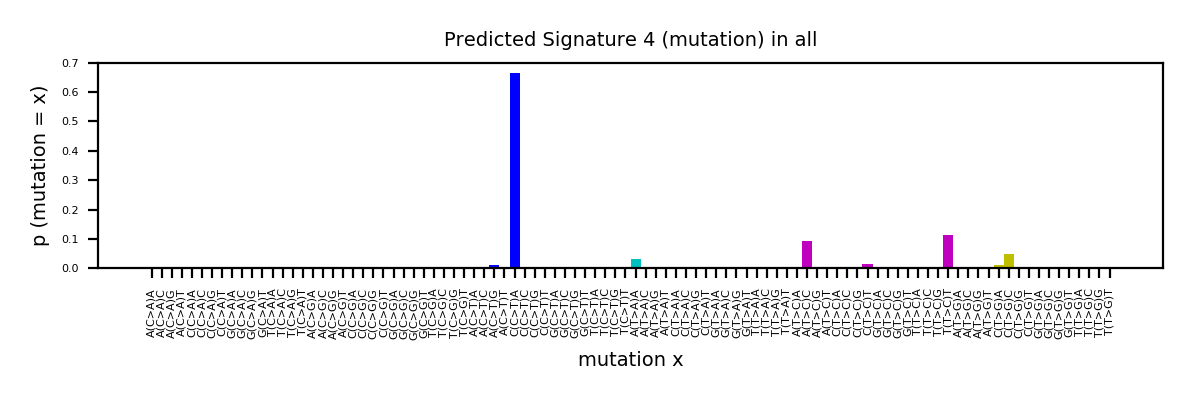 Predicted Signature 4 (mutation) in all
p (mutation = x)
0.7
0.6
0.5
0.4
0.3
0.2
0.1
0.0
A(C>A)A
A(C>A)C
A(C>A)G
A(C>A)T
C(C>A)A
C(C>A)C
C(C>A)G
C(C>A)T
G(C>A)A
G(C>A)C
G(C>A)G
G(C>A)T
T(C>A)A
T(C>A)C
T(C>A)G
T(C>A)T
A(C>G)A
A(C>G)C
A(C>G)G
A(C>G)T
C(C>G)A
C(C>G)C
C(C>G)G
C(C>G)T
G(C>G)A
G(C>G)C
G(C>G)G
G(C>G)T
T(C>G)A
T(C>G)C
T(C>G)G
T(C>G)T
A(C>T)A
A(C>T)C
A(C>T)G
A(C>T)T
C(C>T)A
C(C>T)C
C(C>T)G
C(C>T)T
G(C>T)A
G(C>T)C
G(C>T)G
G(C>T)T
T(C>T)A
T(C>T)C
T(C>T)G
T(C>T)T
A(T>A)A
A(T>A)C
A(T>A)G
A(T>A)T
C(T>A)A
C(T>A)C
C(T>A)G
C(T>A)T
G(T>A)A
G(T>A)C
G(T>A)G
G(T>A)T
T(T>A)A
T(T>A)C
T(T>A)G
T(T>A)T
A(T>C)A
A(T>C)C
A(T>C)G
A(T>C)T
C(T>C)A
C(T>C)C
C(T>C)G
C(T>C)T
G(T>C)A
G(T>C)C
G(T>C)G
G(T>C)T
T(T>C)A
T(T>C)C
T(T>C)G
T(T>C)T
A(T>G)A
A(T>G)C
A(T>G)G
A(T>G)T
C(T>G)A
C(T>G)C
C(T>G)G
C(T>G)T
G(T>G)A
G(T>G)C
G(T>G)G
G(T>G)T
T(T>G)A
T(T>G)C
T(T>G)G
T(T>G)T
mutation x